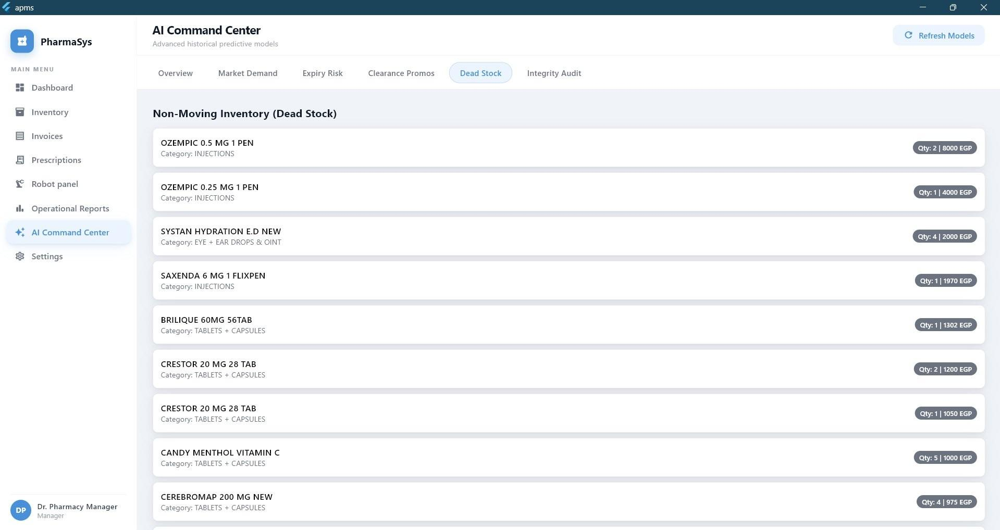 apms
PharmaSys
MAIN MENU
Dashboard
Inventory
Invoices
Prescriptions
Robot panel
Operational Reports
AI Command Center
Settings
DP
Dr. Pharmacy Manager
Manager
AI Command Center
Advanced historical predictive models
Refresh Models
Overview
Market Demand
Expiry Risk
Clearance Promos
Dead Stock
Integrity Audit
Non-Moving Inventory (Dead Stock)
OZEMPIC 0.5 MG 1 PEN
Category: INJECTIONS
Qty: 2 | 8000 EGP
OZEMPIC 0.25 MG 1 PEN
Category: INJECTIONS
Qty: 1 | 4000 EGP
SYSTAN HYDRATION E.D NEW
Category: EYE + EAR DROPS & OINT
Qty: 4 | 2000 EGP
SAXENDA 6 MG 1 FLIXPEN
Category: INJECTIONS
Qty: 1 | 1970 EGP
BRILIQUE 60MG 56TAB
Category: TABLETS + CAPSULES
Qty: 1 | 1302 EGP
CRESTOR 20 MG 28 TAB
Category: TABLETS + CAPSULES
Qty: 2 | 1200 EGP
CRESTOR 20 MG 28 TAB
Category: TABLETS + CAPSULES
Qty: 1 | 1050 EGP
CANDY MENTHOL VITAMIN C
Category: TABLETS + CAPSULES
Qty: 5 | 1000 EGP
CEREBROMAP 200 MG NEW
Category: TABLETS + CAPSULES
Qty: 4 | 975 EGP